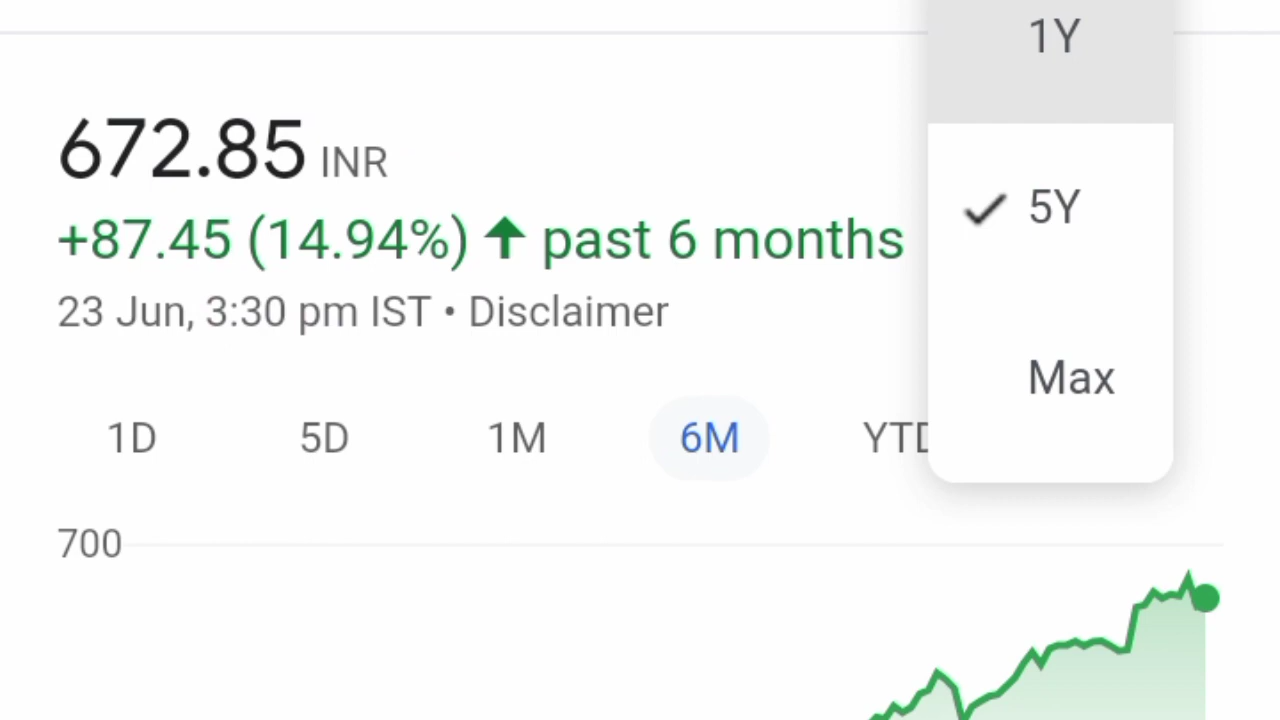 1Y
672.85 INR
+87.45 (14.94%) ↑ past 6 months
5Y
23 Jun, 3:30 pm IST • Disclaimer
Max
1D 5D 1M 6M YTD
700